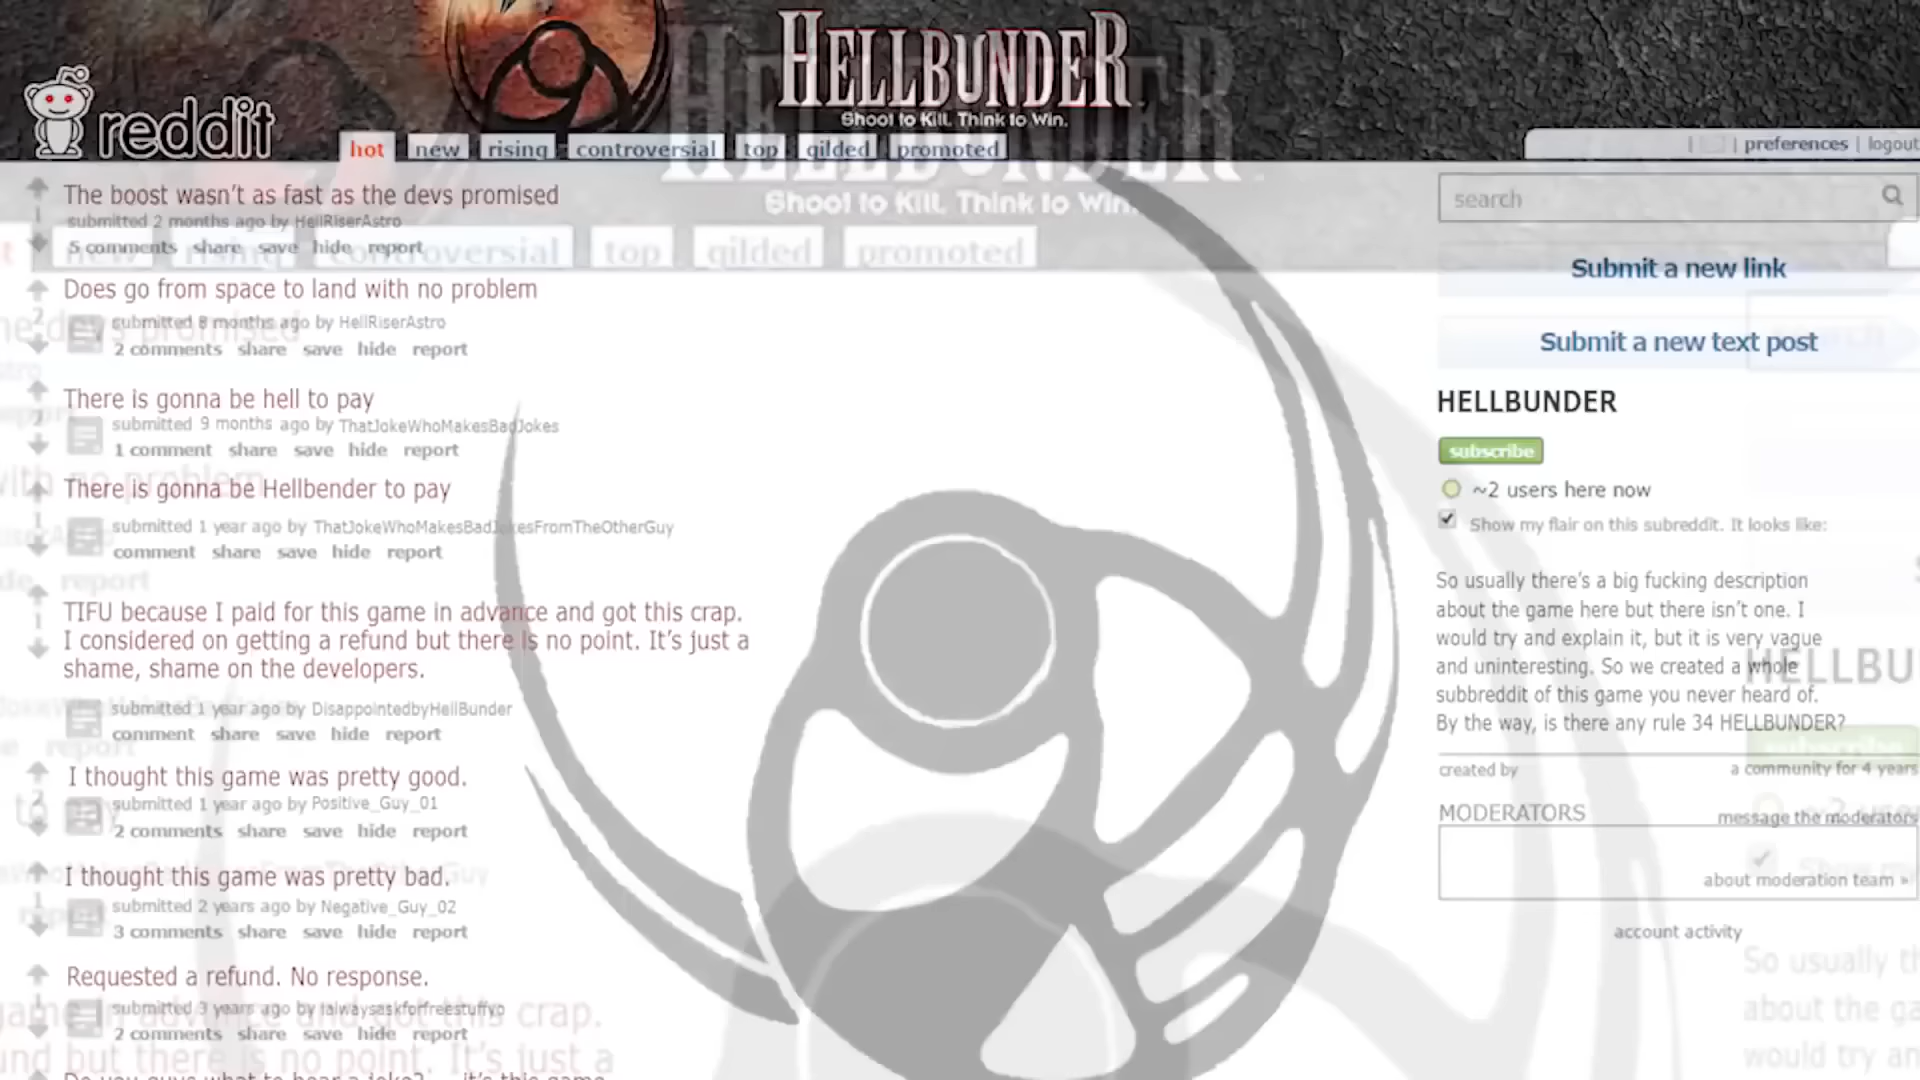 HELLBUNDER
Shoot to Kill. Think to Win.
reddit
hot new rising controversial top gilded promoted
preferences | logout
The boost wasn't as fast as the devs promised
submitted 2 months ago by HellRiserAstro
5 comments share save hide report
Does go from space to land with no problem
submitted 8 months ago by HellRiserAstro
2 comments share save hide report
There is gonna be hell to pay
submitted 9 months ago by ThatJokeWhoMakesBadJokes
1 comment share save hide report
There is gonna be Hellbender to pay
submitted 1 year ago by ThatJokeWhoMakesBadJokesFromTheOtherGuy
comment share save hide report
TIFU because I paid for this game in advance and got this crap.
I considered on getting a refund but there is no point. It's just a
shame, shame on the developers.
submitted 1 year ago by DisappointedbyHellBunder
comment share save hide report
I thought this game was pretty good.
submitted 1 year ago by Positive_Guy_01
2 comments share save hide report
I thought this game was pretty bad.
submitted 2 years ago by Negative_Guy_02
3 comments share save hide report
Requested a refund. No response.
submitted 3 years ago by
2 comments share save hide report
search
Submit a new link
Submit a new text post
HELLBUNDER
subscribe
~2 users here now
Show my flair on this subreddit. It looks like:
So usually there's a big fucking description
about the game here but there isn't one. I
would try and explain it, but it is very vague
and uninteresting. So we created a whole
subbreddit of this game you never heard of.
By the way, is there any rule 34 HELLBUNDER?
created by a community for 4 years
MODERATORS message the moderators
about moderation team »
account activity
Shoot to Kill. Think to Win.
controversial top gilded promoted